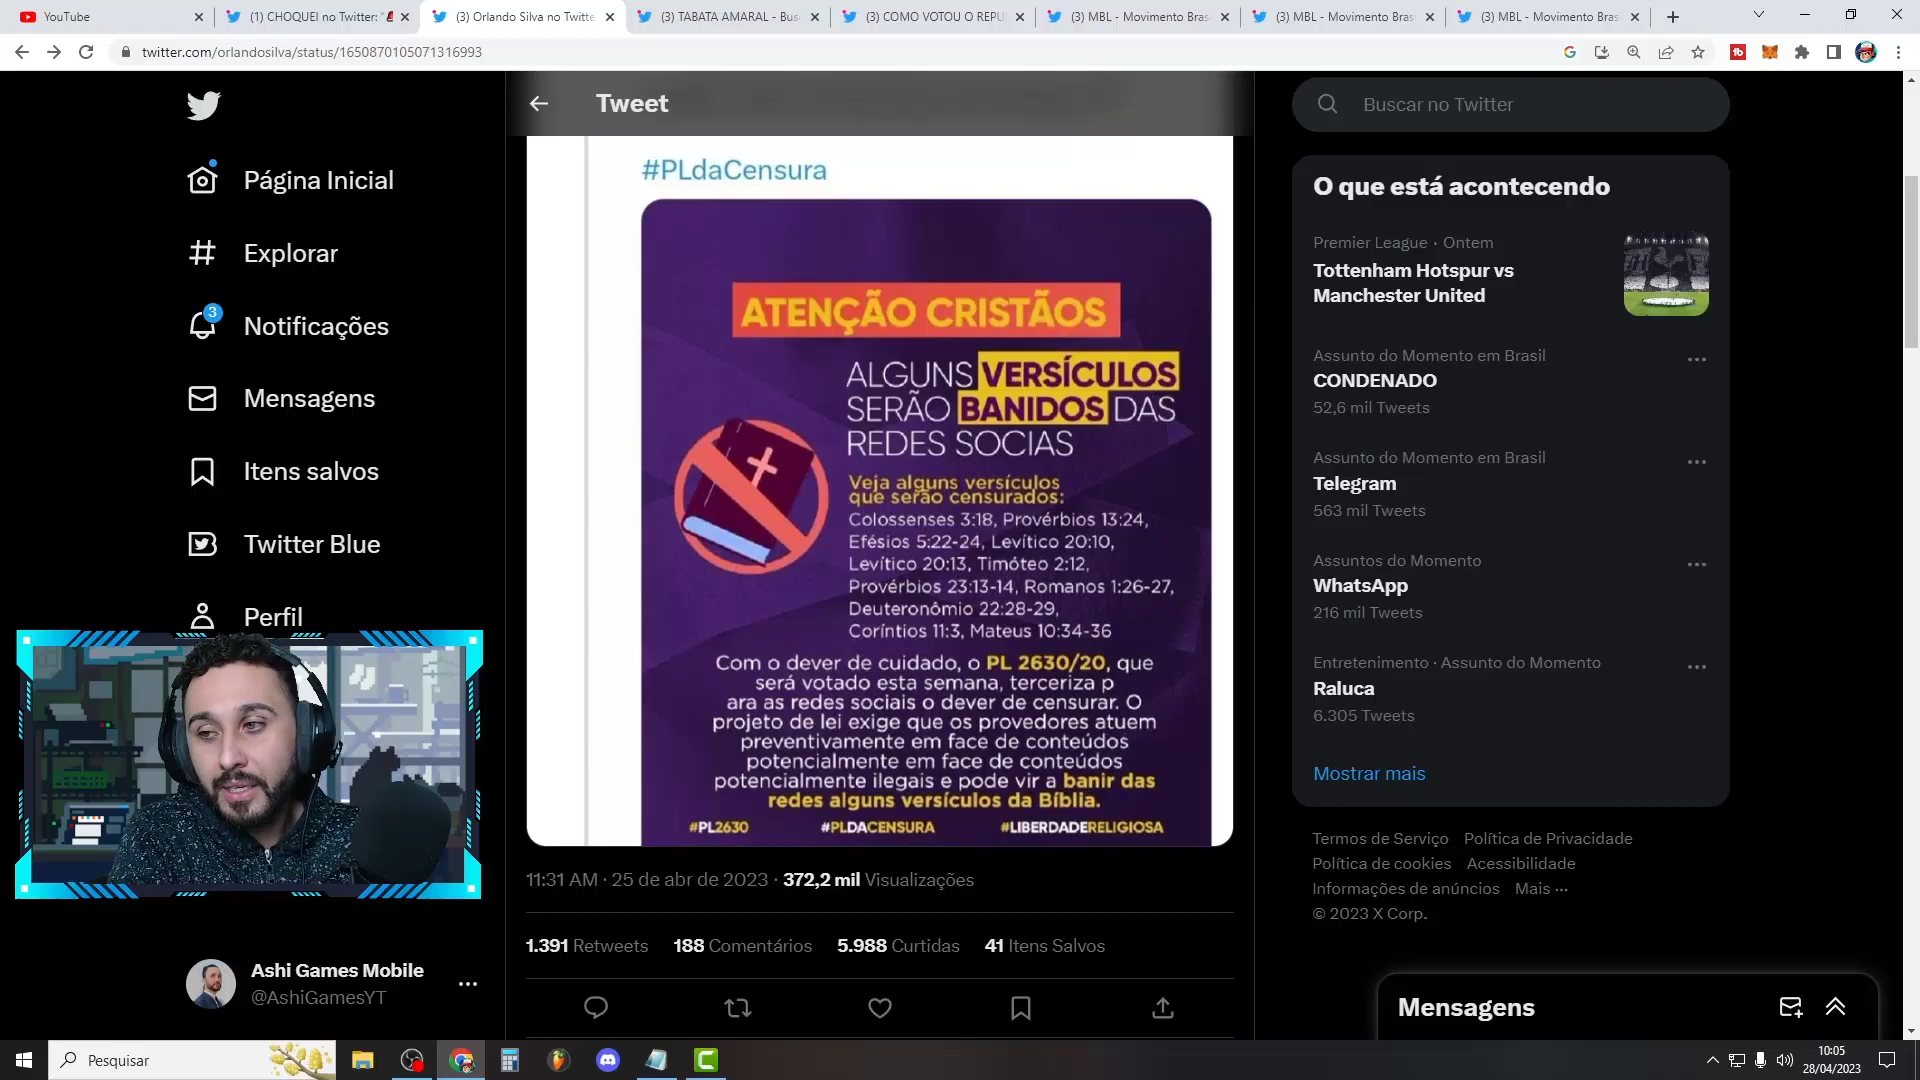 YouTube
(1) CHOQUEI no Twitter: "
(3) Orlando Silva no Twitte
(3) TABATA AMARAL - Bus
(3) COMO VOTOU O REPU
(3) MBL - Movimento Bras
(3) MBL - Movimento Bras
(3) MBL - Movimento Bras
twitter.com/orlandosilva/status/1650870105071316993
Tweet
Buscar no Twitter
Página Inicial
Explorar
3
Notificações
Mensagens
Itens salvos
Twitter Blue
Perfil
Ashi Games Mobile
@AshiGamesYT
#PLdaCensura
ATENÇÃO CRISTÃOS
ALGUNS VERSÍCULOS
SERÃO BANIDOS DAS
REDES SOCIAS
Veja alguns versículos
que serão censurados:
Colossenses 3:18, Provérbios 13:24,
Efésios 5:22-24, Levítico 20:10,
Levítico 20:13, Timóteo 2:12,
Provérbios 23:13-14, Romanos 1:26-27,
Deuteronômio 22:28-29,
Coríntios 11:3, Mateus 10:34-36
Com o dever de cuidado, o PL 2630/20, que
será votado esta semana, terceriza p
ara as redes sociais o dever de censurar. O
projeto de lei exige que os provedores atuem
preventivamente em face de conteúdos
potencialmente em face de conteúdos
potencialmente ilegais e pode vir a banir das
redes alguns versículos da Bíblia.
#PL2630 #PLDACENSURA #LIBERDADERELIGIOSA
11:31 AM · 25 de abr de 2023 · 372,2 mil Visualizações
1.391 Retweets 188 Comentários 5.988 Curtidas 41 Itens Salvos
O que está acontecendo
Premier League · Ontem
Tottenham Hotspur vs
Manchester United
Assunto do Momento em Brasil
CONDENADO
52,6 mil Tweets
Assunto do Momento em Brasil
Telegram
563 mil Tweets
Assuntos do Momento
WhatsApp
216 mil Tweets
Entretenimento · Assunto do Momento
Raluca
6.305 Tweets
Mostrar mais
Termos de Serviço Política de Privacidade
Política de cookies Acessibilidade
Informações de anúncios Mais ···
© 2023 X Corp.
Mensagens
Pesquisar
10:05
28/04/2023